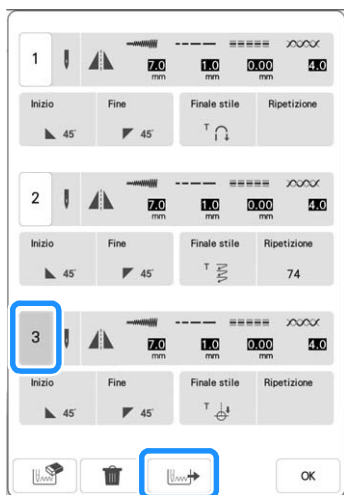 1
7.0 1.0 0.00 4.0
mm mm mm
Inizio Fine Finale stile Ripetizione
45° 45° T
2
7.0 1.0 0.00 4.0
mm mm mm
Inizio Fine Finale stile Ripetizione
45° 45° T 74
3
7.0 1.0 0.00 4.0
mm mm mm
Inizio Fine Finale stile Ripetizione
45° 45° T
OK